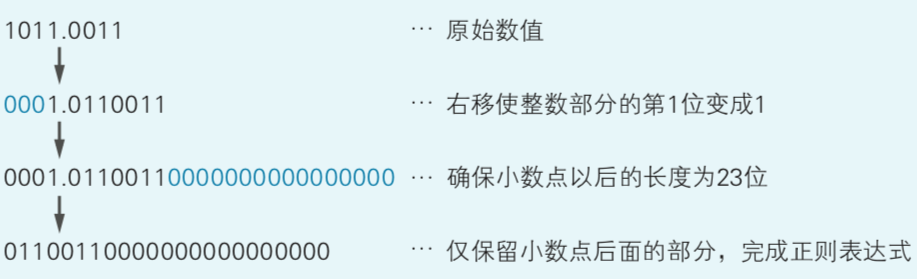 1011.0011 … 原始数值
0001.0110011 … 右移使整数部分的第1位变成1
0001.01100110000000000000000 … 确保小数点以后的长度为23位
01100110000000000000000 … 仅保留小数点后面的部分，完成正则表达式